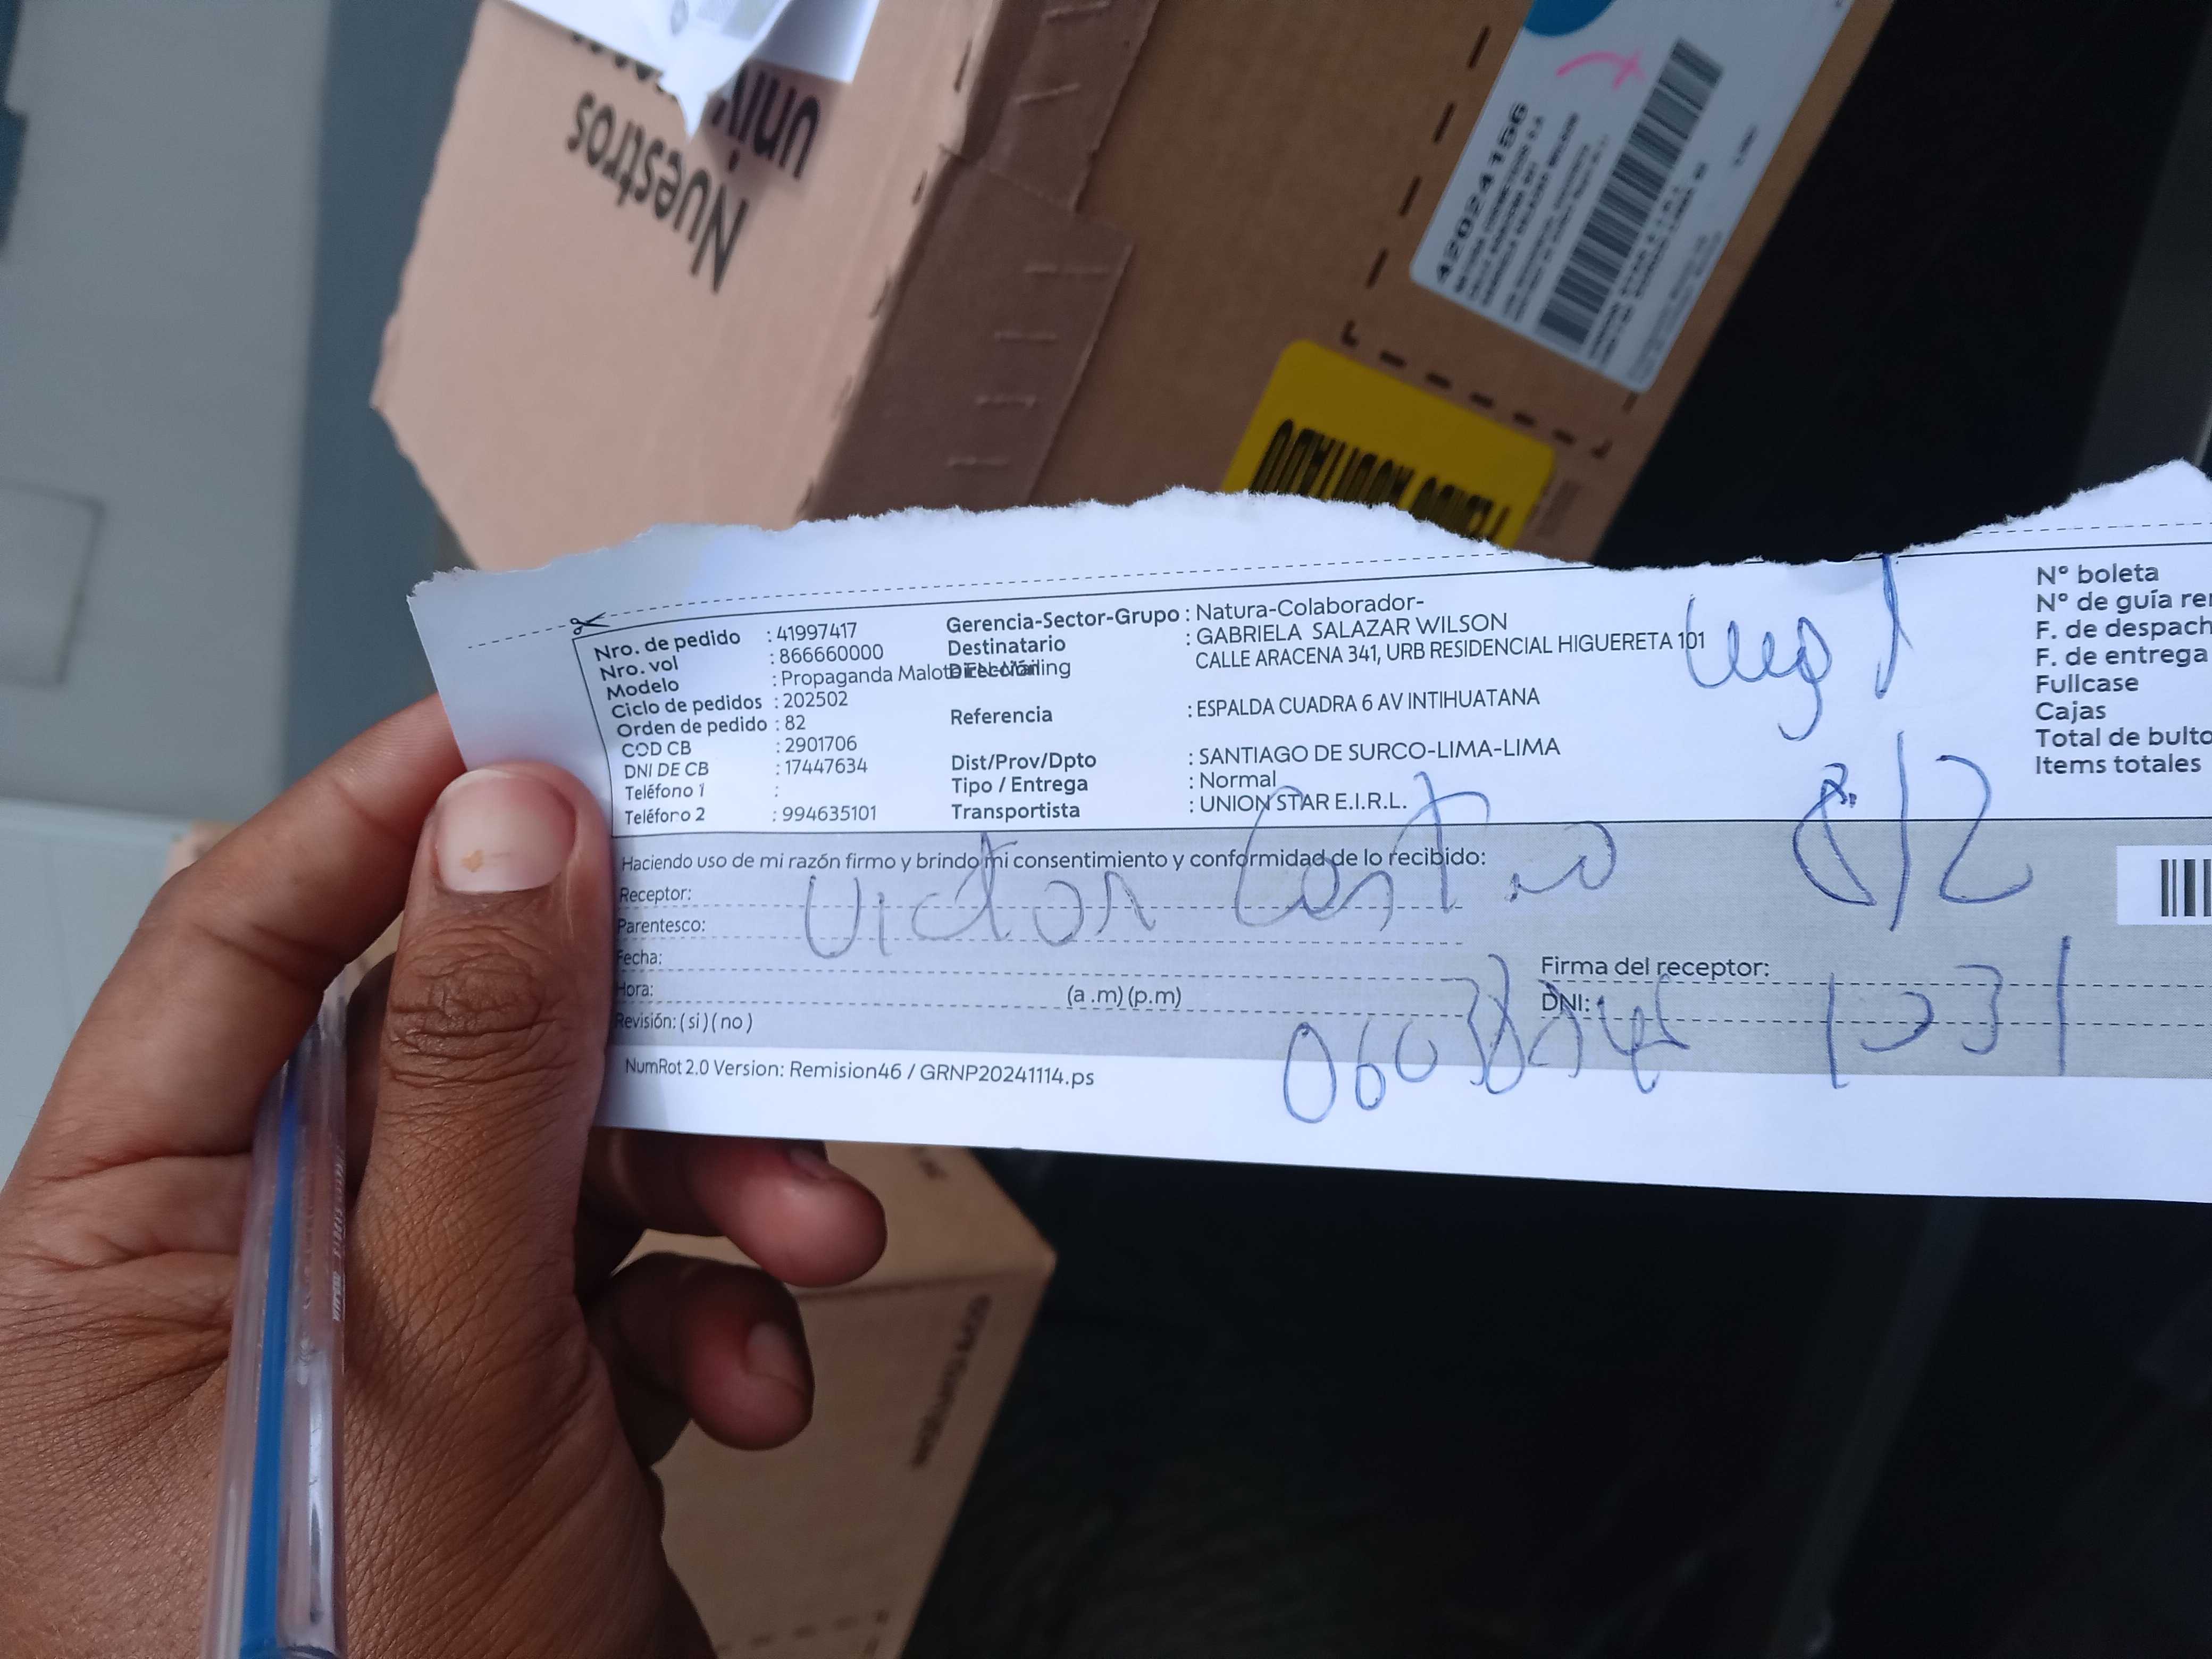 Nuestros
42024156
Nro. de pedido : 41997417
Nro. vol : 866660000
Modelo : Propaganda Maloto Fel-Mailing
Ciclo de pedidos : 202502
Orden de pedido : 82
COD CB : 2901706
DNI DE CB : 17447634
Teléfono 1 :
Teléfono 2 : 994635101
Gerencia-Sector-Grupo : Natura-Colaborador-
Destinatario : GABRIELA SALAZAR WILSON
Dirección CALLE ARACENA 341, URB RESIDENCIAL HIGUERETA 101
Referencia : ESPALDA CUADRA 6 AV INTIHUATANA
Dist/Prov/Dpto : SANTIAGO DE SURCO-LIMA-LIMA
Tipo / Entrega : Normal
Transportista : UNION STAR E.I.R.L.
Nº boleta
Nº de guía re
F. de despach
F. de entrega
Fullcase
Cajas
Total de bulto
Items totales
Haciendo uso de mi razón firmo y brindo mi consentimiento y conformidad de lo recibido:
Receptor:
Victor Castro
Parentesco:
Fecha:
Hora: (a .m) (p.m)
Revisión: ( si ) ( no )
Firma del receptor:
DNI:
1031
NumRot 2.0 Version: Remision46 / GRNP20241114.ps